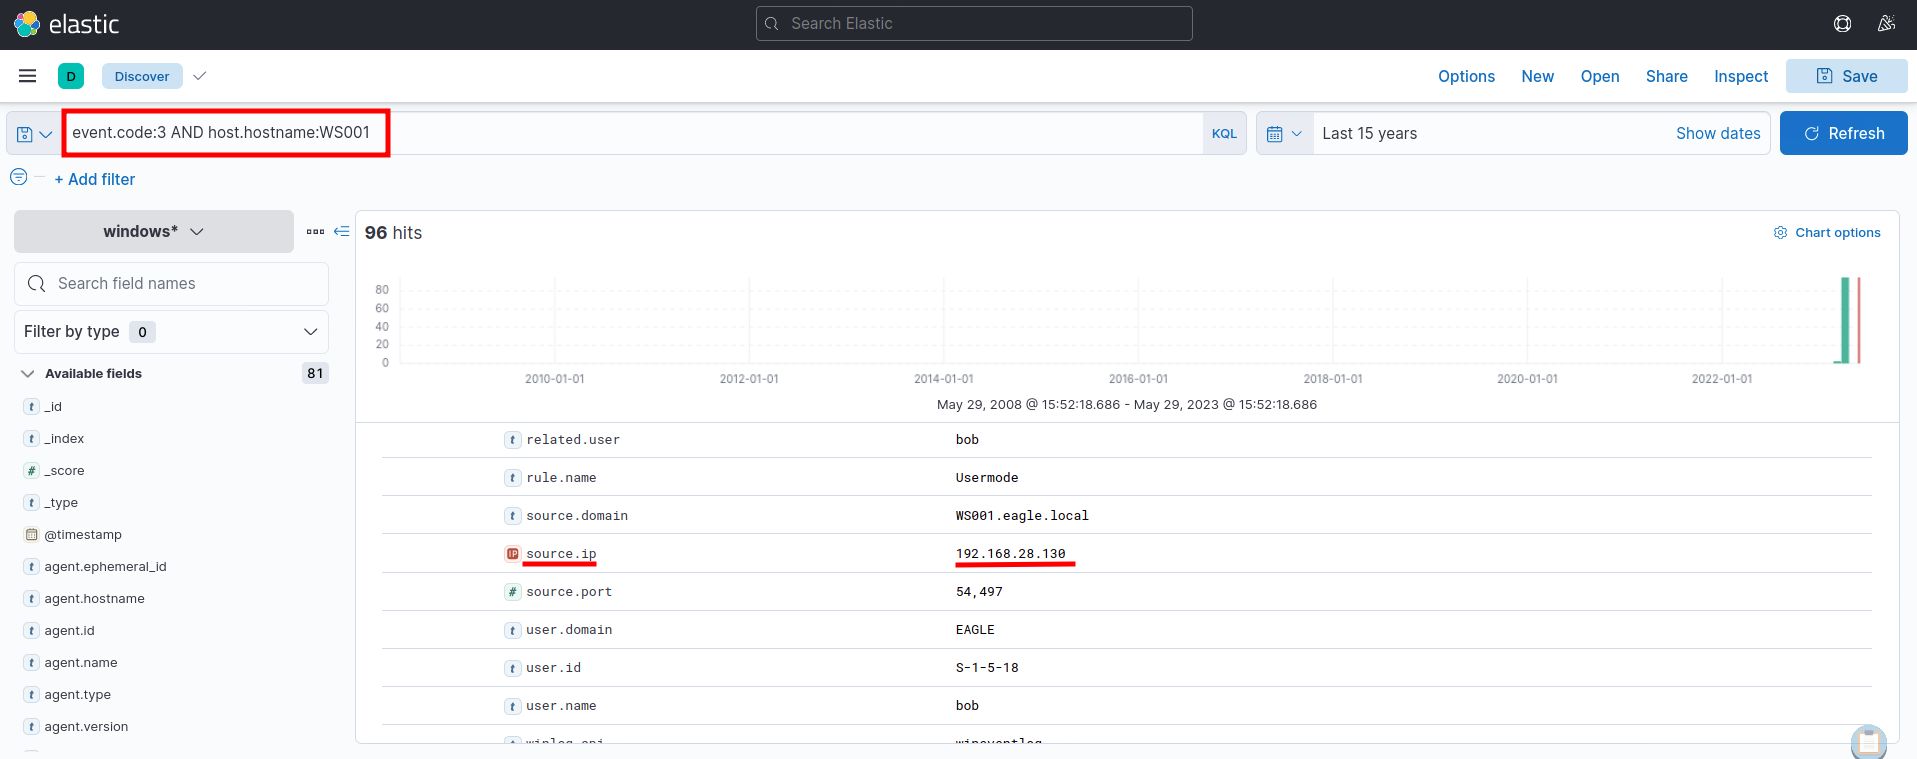 elastic
Search Elastic
D
Discover
Options New Open Share Inspect Save
event.code:3 AND host.hostname:WS001
KQL
Last 15 years
Show dates
Refresh
+ Add filter
windows*
96 hits
Chart options
Search field names
Filter by type 0
Available fields 81
t _id
t _index
# _score
t _type
@timestamp
t agent.ephemeral_id
t agent.hostname
t agent.id
t agent.name
t agent.type
t agent.version
80
60
40
20
0
2010-01-01 2012-01-01 2014-01-01 2016-01-01 2018-01-01 2020-01-01 2022-01-01
May 29, 2008 @ 15:52:18.686 - May 29, 2023 @ 15:52:18.686
t related.user bob
t rule.name Usermode
t source.domain WS001.eagle.local
IP source.ip 192.168.28.130
# source.port 54,497
t user.domain EAGLE
t user.id S-1-5-18
t user.name bob